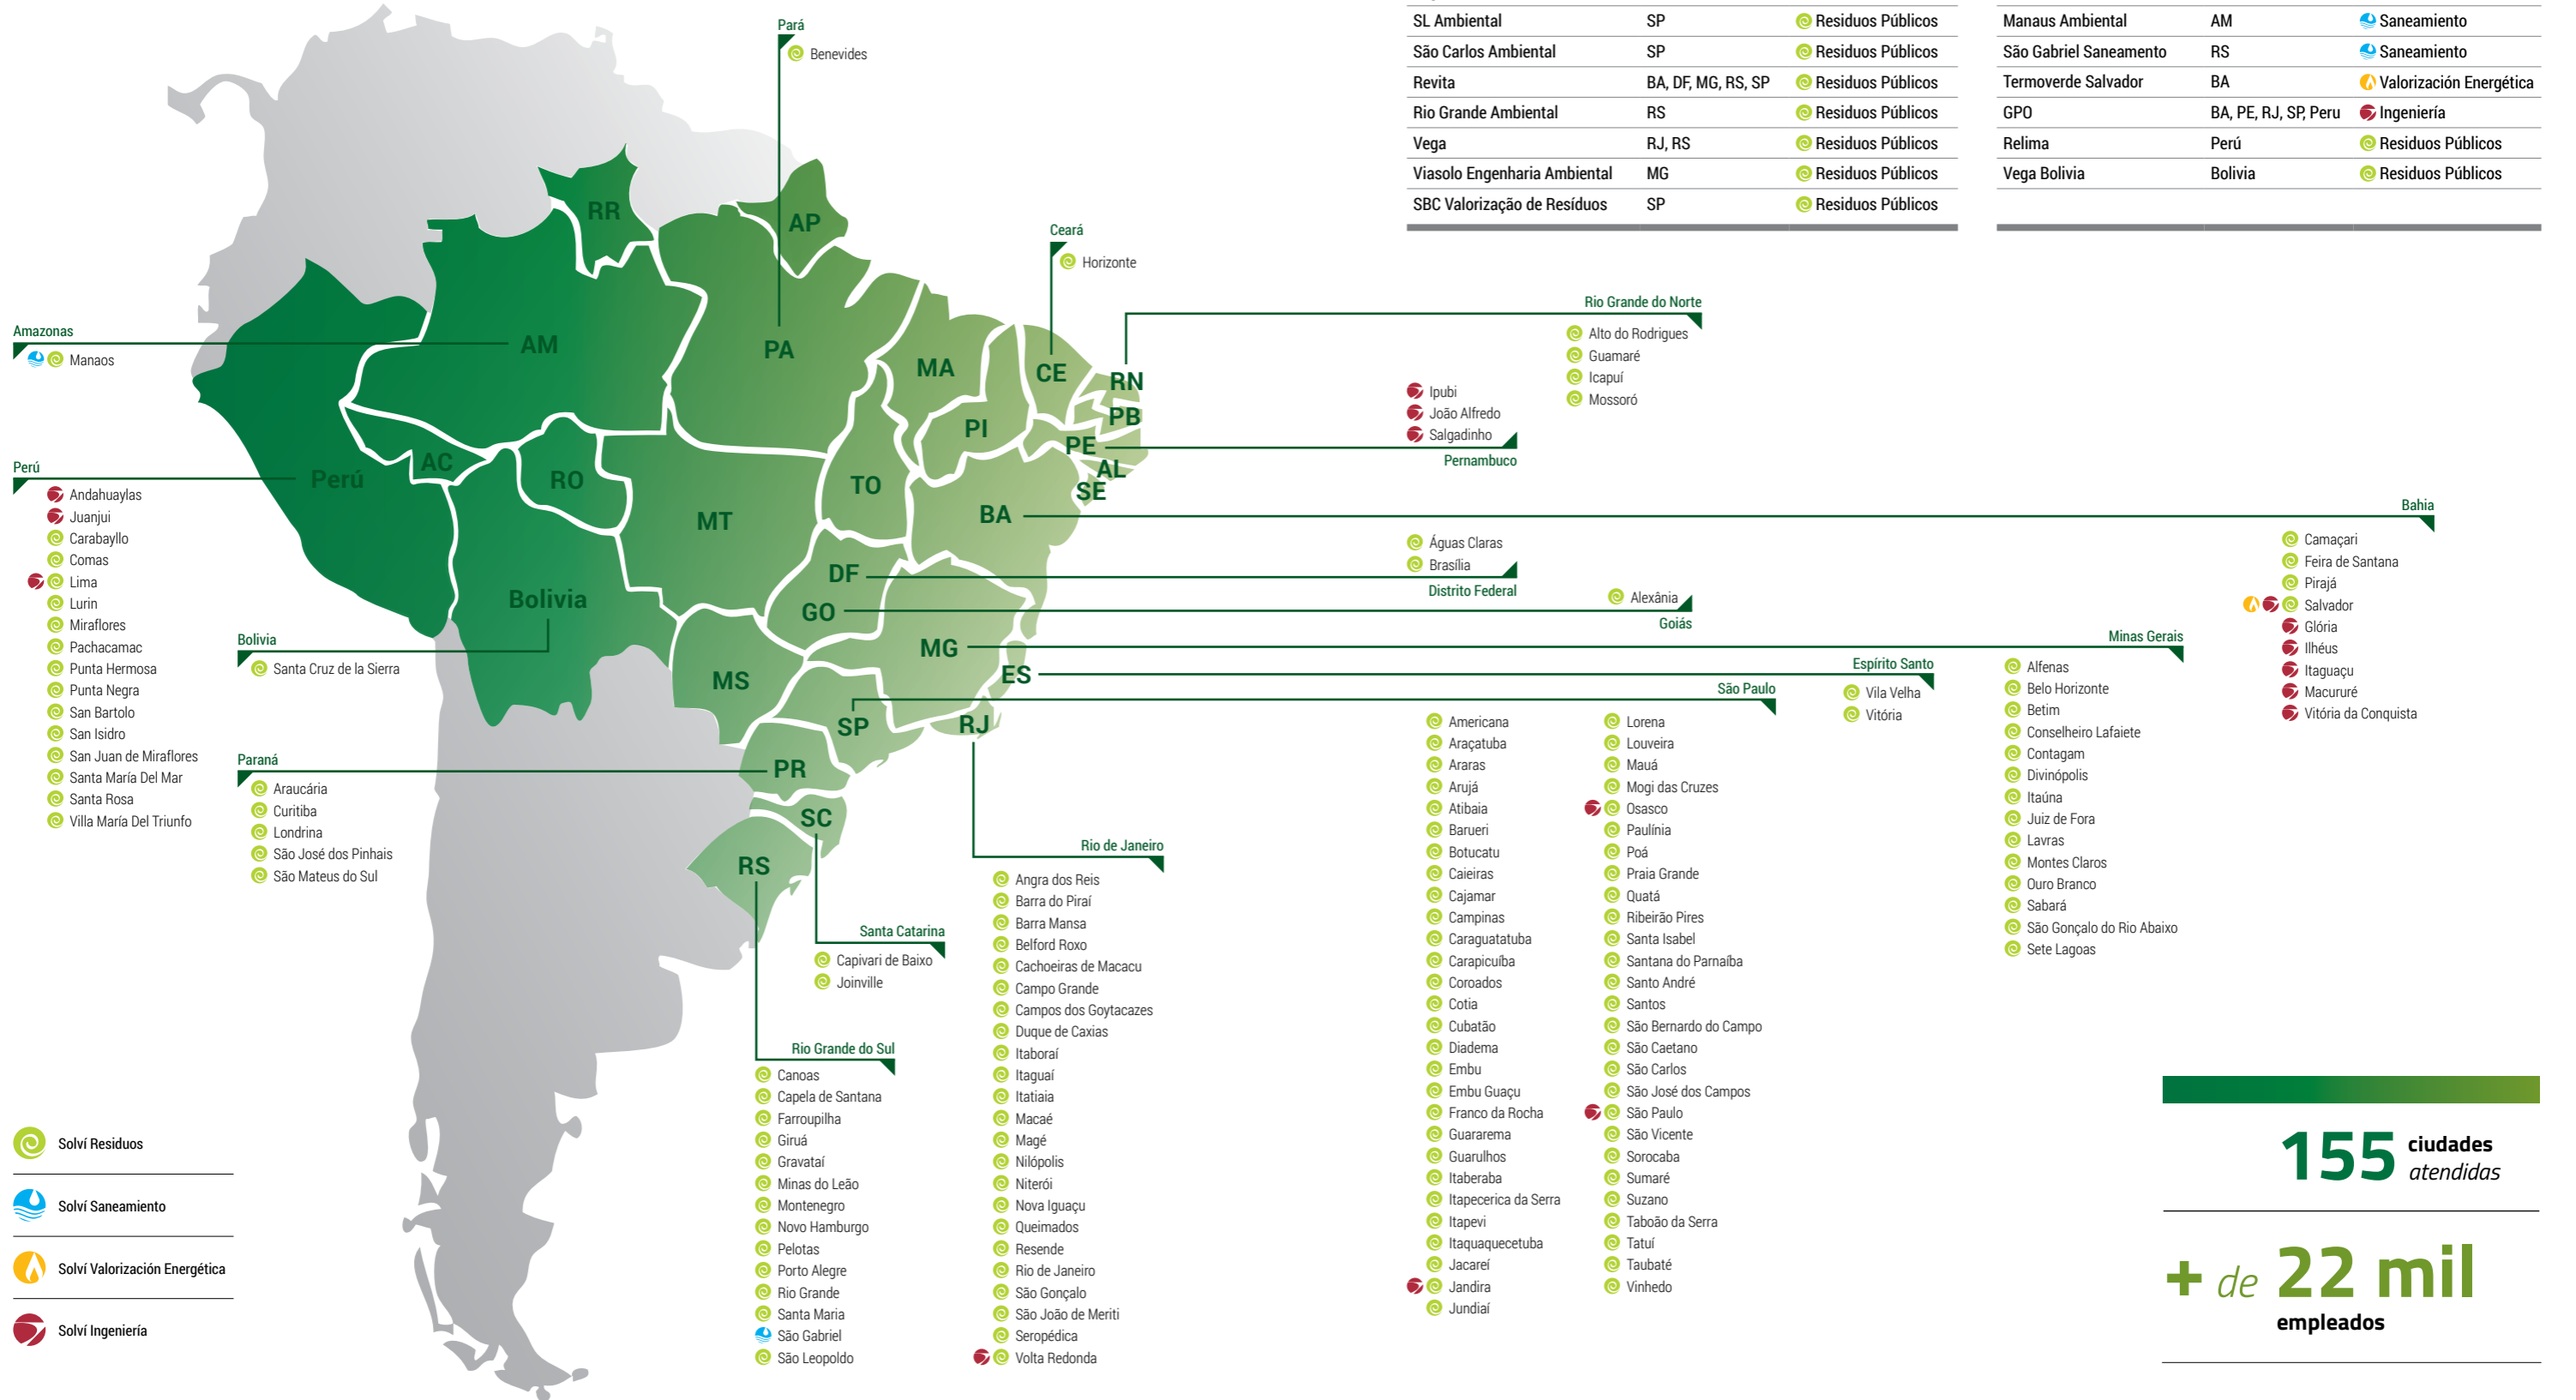 SL Ambiental SP Residuos Públicos
São Carlos Ambiental SP Residuos Públicos
Revita BA, DF, MG, RS, SP Residuos Públicos
Rio Grande Ambiental RS Residuos Públicos
Vega RJ, RS Residuos Públicos
Viasolo Engenharia Ambiental MG Residuos Públicos
SBC Valorização de Resíduos SP Residuos Públicos
Manaus Ambiental AM Saneamiento
São Gabriel Saneamento RS Saneamiento
Termoverde Salvador BA Valorización Energética
GPO BA, PE, RJ, SP, Peru Ingeniería
Relima Perú Residuos Públicos
Vega Bolivia Bolivia Residuos Públicos
Pará
Benevides
Ceará
Horizonte
Rio Grande do Norte
Alto do Rodrigues
Guamaré
Icapuí
Mossoró
Ipubi
João Alfredo
Salgadinho
Pernambuco
Amazonas
Manaos
Perú
Andahuaylas
Juanjui
Carabayllo
Comas
Lima
Lurin
Miraflores
Pachacamac
Punta Hermosa
Punta Negra
San Bartolo
San Isidro
San Juan de Miraflores
Santa María Del Mar
Santa Rosa
Villa María Del Triunfo
Bolivia
Santa Cruz de la Sierra
Paraná
Araucária
Curitiba
Londrina
São José dos Pinhais
São Mateus do Sul
RR
AP
AM
PA
MA
CE
RN
PB
PI
PE
AL
SE
AC
Perú
RO
TO
MT
BA
DF
Bolivia
GO
MG
ES
MS
SP
RJ
PR
SC
RS
Bahia
Camaçari
Feira de Santana
Pirajá
Salvador
Glória
Ilhéus
Itaguaçu
Macururé
Vitória da Conquista
Águas Claras
Brasília
Distrito Federal
Alexânia
Goiás
Minas Gerais
Alfenas
Belo Horizonte
Betim
Conselheiro Lafaiete
Contagam
Divinópolis
Itaúna
Juiz de Fora
Lavras
Montes Claros
Ouro Branco
Sabará
São Gonçalo do Rio Abaixo
Sete Lagoas
Espírito Santo
Vila Velha
Vitória
São Paulo
Americana
Araçatuba
Araras
Arujá
Atibaia
Barueri
Botucatu
Caieiras
Cajamar
Campinas
Caraguatatuba
Carapicuíba
Coroados
Cotia
Cubatão
Diadema
Embu
Embu Guaçu
Franco da Rocha
Guararema
Guarulhos
Itaberaba
Itapecerica da Serra
Itapevi
Itaquaquecetuba
Jacareí
Jandira
Jundiaí
Lorena
Louveira
Mauá
Mogi das Cruzes
Osasco
Paulínia
Poá
Praia Grande
Quatá
Ribeirão Pires
Santa Isabel
Santana do Parnaíba
Santo André
Santos
São Bernardo do Campo
São Caetano
São Carlos
São José dos Campos
São Paulo
São Vicente
Sorocaba
Sumaré
Suzano
Taboão da Serra
Tatuí
Taubaté
Vinhedo
Rio de Janeiro
Angra dos Reis
Barra do Piraí
Barra Mansa
Belford Roxo
Cachoeiras de Macacu
Campo Grande
Campos dos Goytacazes
Duque de Caxias
Itaboraí
Itaguaí
Itatiaia
Macaé
Magé
Nilópolis
Niterói
Nova Iguaçu
Queimados
Resende
Rio de Janeiro
São Gonçalo
São João de Meriti
Seropédica
Volta Redonda
Santa Catarina
Capivari de Baixo
Joinville
Rio Grande do Sul
Canoas
Capela de Santana
Farroupilha
Giruá
Gravataí
Minas do Leão
Montenegro
Novo Hamburgo
Pelotas
Porto Alegre
Rio Grande
Santa Maria
São Gabriel
São Leopoldo
Solví Residuos
Solví Saneamiento
Solví Valorización Energética
Solví Ingeniería
155 ciudades
atendidas
+ de 22 mil
empleados